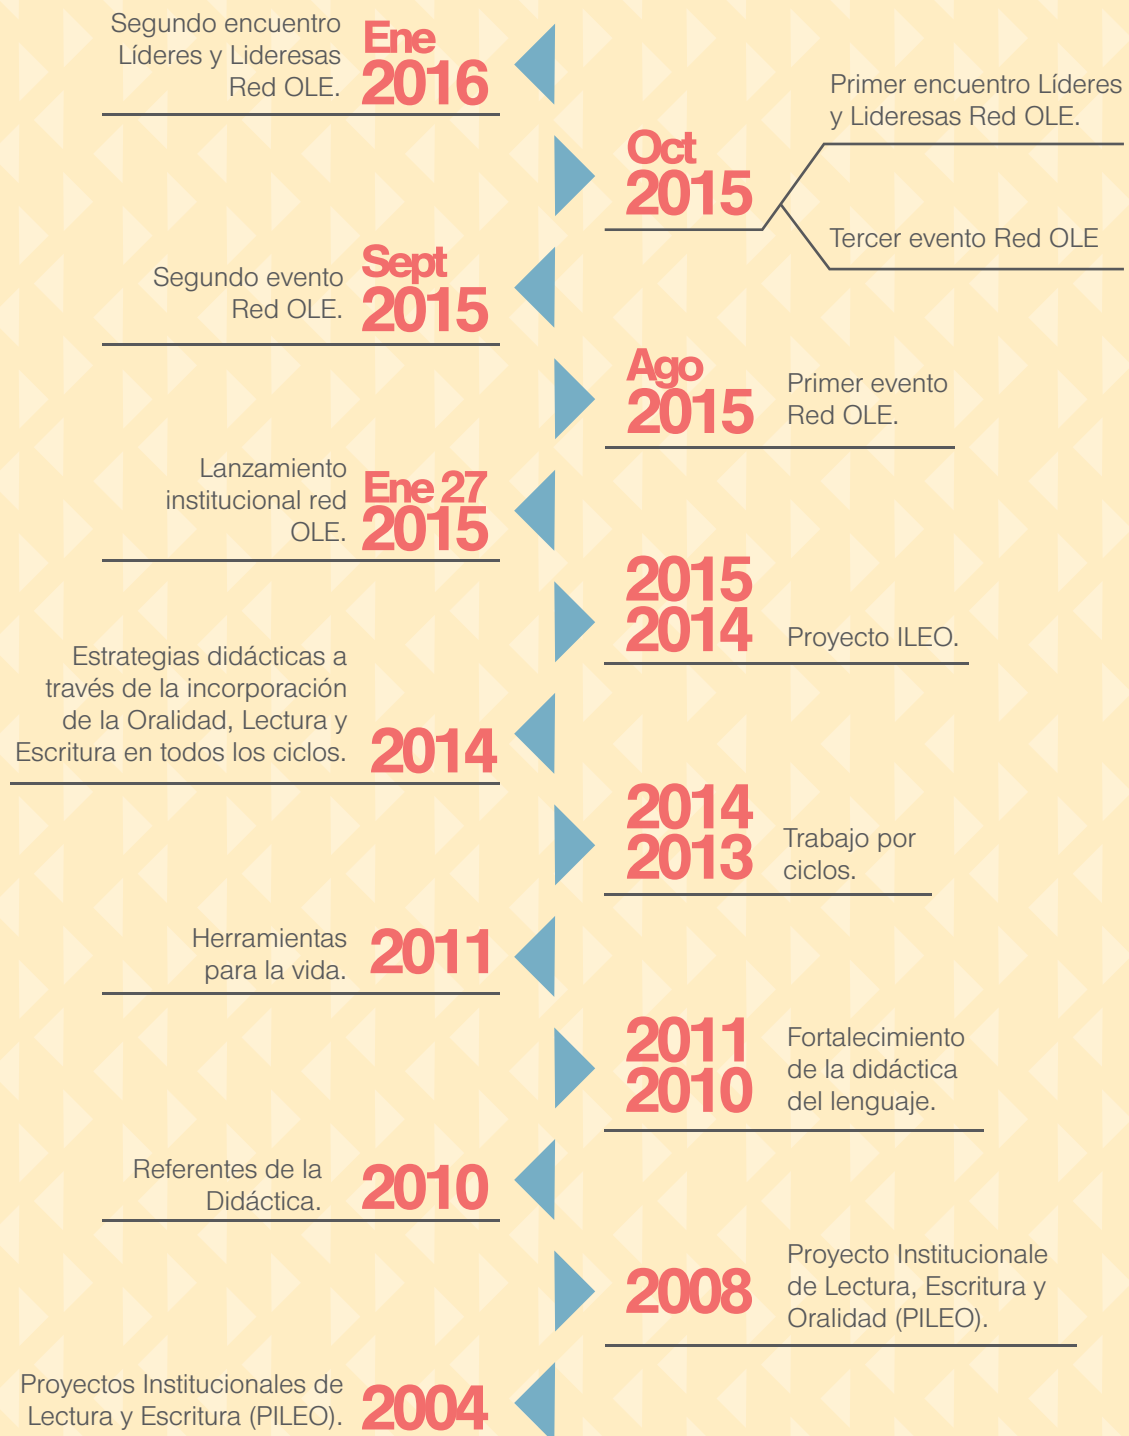 Segundo encuentro
Líderes y Lideresas
Red OLE.
Ene
2016
Oct
2015
Primer encuentro Líderes
y Lideresas Red OLE.
Tercer evento Red OLE
Segundo evento
Red OLE.
Sept
2015
Ago
2015
Primer evento
Red OLE.
Lanzamiento
institucional red
OLE.
Ene 27
2015
2015
2014
Proyecto ILEO.
Estrategias didácticas a
través de la incorporación
de la Oralidad, Lectura y
Escritura en todos los ciclos.
2014
2014
2013
Trabajo por
ciclos.
Herramientas
para la vida.
2011
2011
2010
Fortalecimiento
de la didáctica
del lenguaje.
Referentes de la
Didáctica.
2010
2008
Proyecto Institucionale
de Lectura, Escritura y
Oralidad (PILEO).
Proyectos Institucionales de
Lectura y Escritura (PILEO).
2004